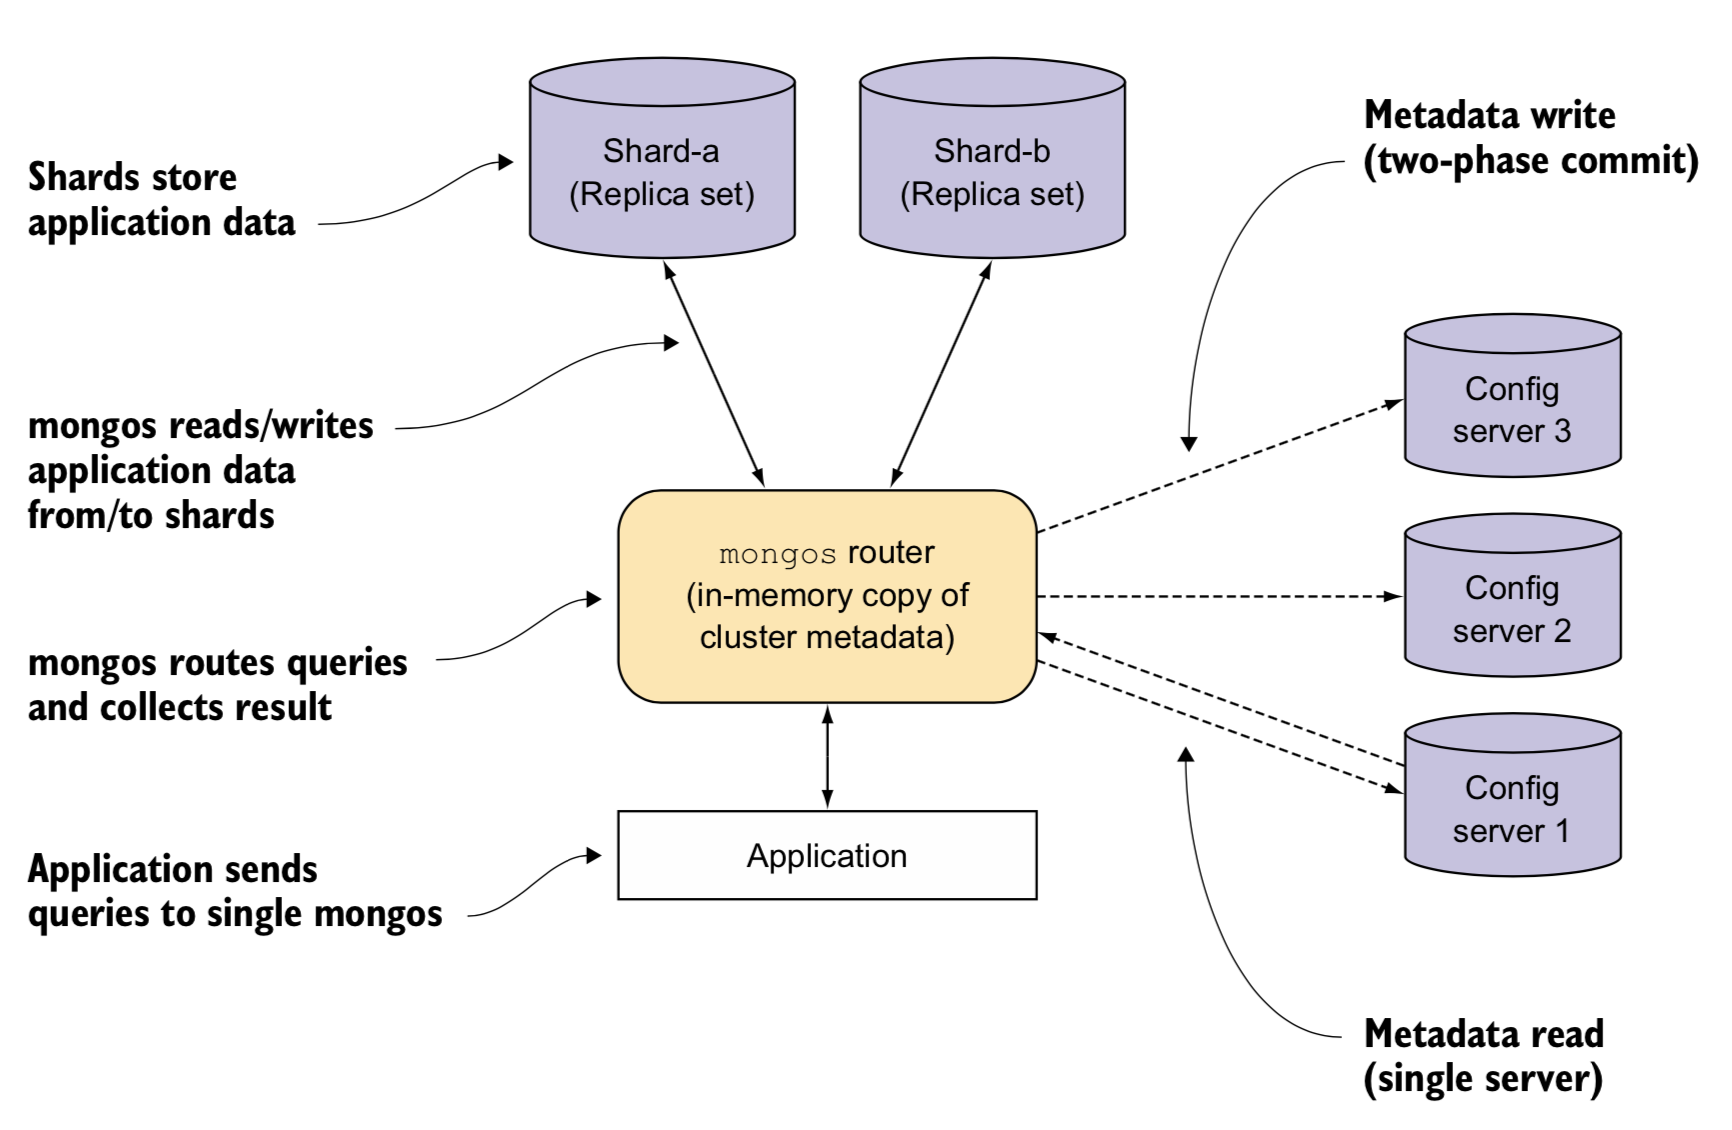 Shard-a
(Replica set)
Shard-b
(Replica set)
Metadata write
(two-phase commit)
Shards store
application data
Config
server 3
mongos reads/writes
application data
from/to shards
mongos router
(in-memory copy of
cluster metadata)
Config
server 2
mongos routes queries
and collects result
Config
server 1
Application sends
queries to single mongos
Application
Metadata read
(single server)